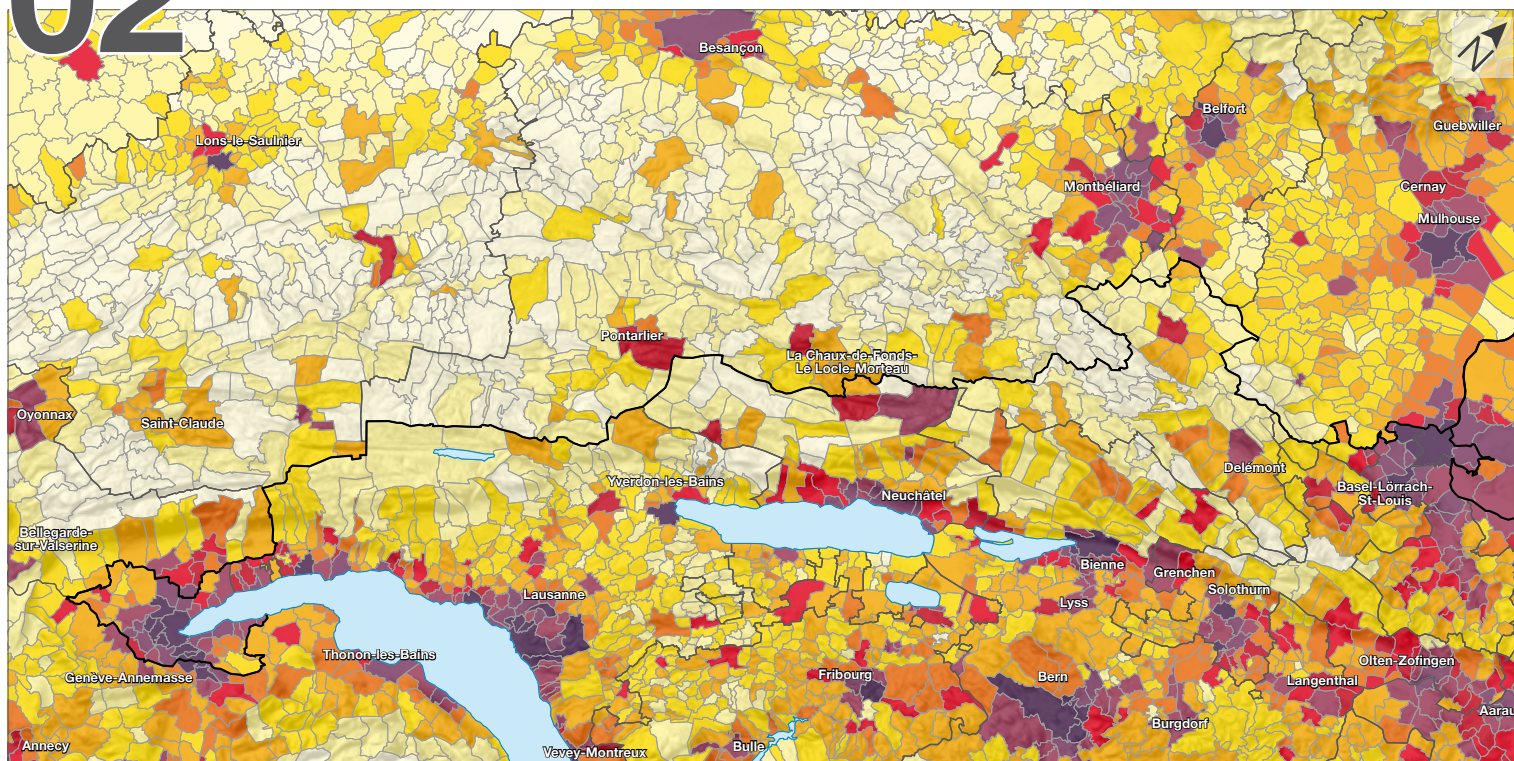 02
Besançon
Belfort
Guebwiller
Lons-le-Saulnier
Montbéliard
Cernay
Mulhouse
Pontarlier
La Chaux-de-Fonds-
Le Locle-Morteau
Oyonnax
Saint-Claude
Delémont
Yverdon-les-Bains
Basel-Lörrach-
St-Louis
Neuchâtel
Bellegarde-
sur-Valserine
Bienne
Grenchen
Solothurn
Lausanne
Lyss
Thonon-les-Bains
Olten-Zofingen
Genève-Annemasse
Fribourg
Bern
Langenthal
Aarau
Burgdorf
Annecy
Vevey-Montreux
Bulle
N